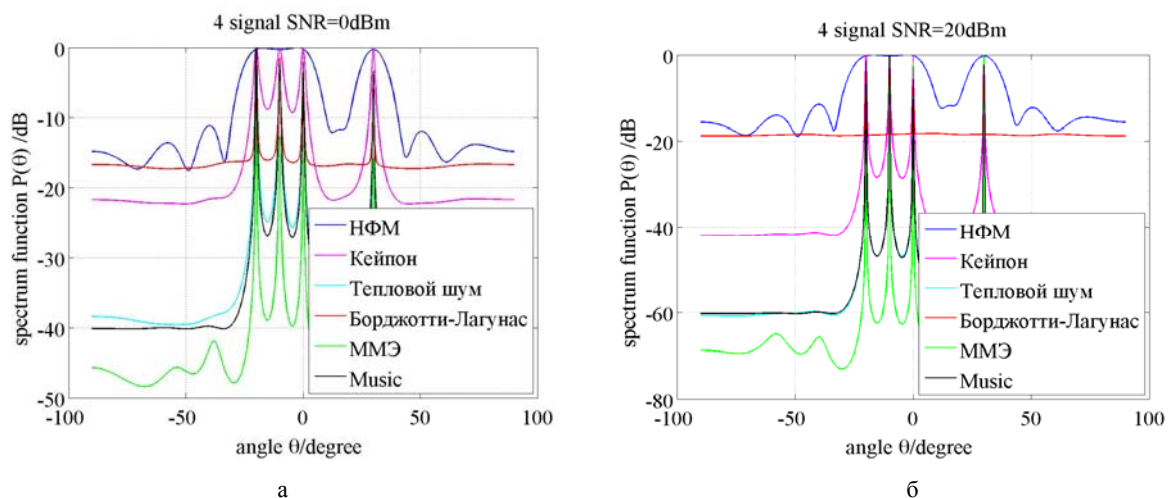 4 signal SNR=0dBm
0
-10
-20
-30
-40
-50
-100
-50
0
50
100
spectrum function P(θ) /dB
angle θ/degree
НФМ
Кейпон
Тепловой шум
Борджотти-Лагунас
ММЭ
Music
а
4 signal SNR=20dBm
0
-20
-40
-60
-80
-100
-50
0
50
100
spectrum function P(θ) /dB
angle θ/degree
НФМ
Кейпон
Тепловой шум
Борджотти-Лагунас
ММЭ
Music
б